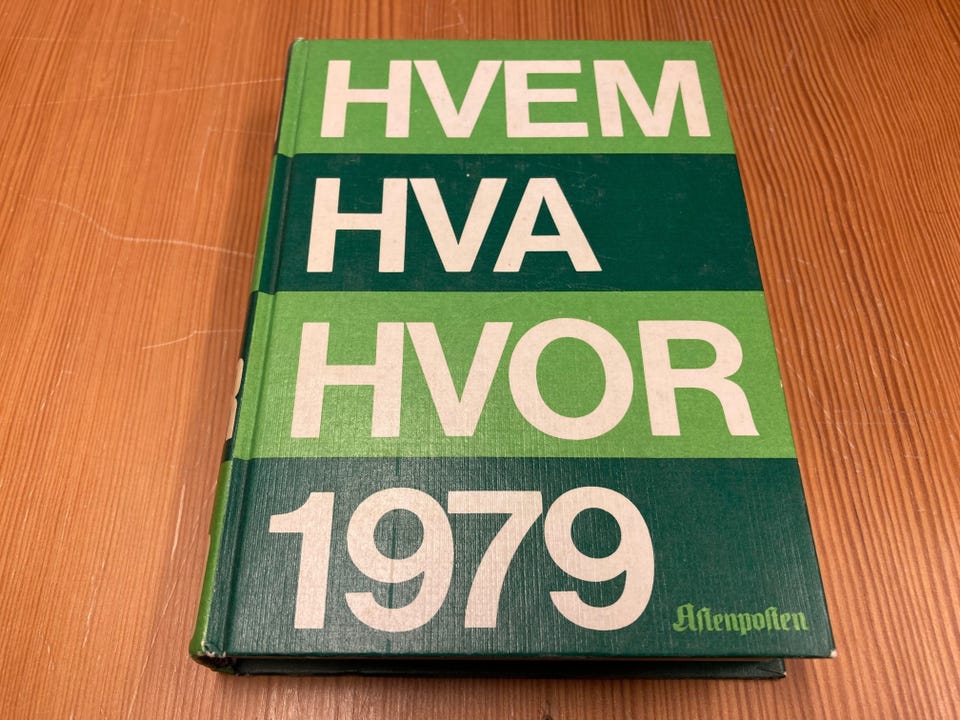 HVEM
HVA
HVOR
1979
Aftenposten